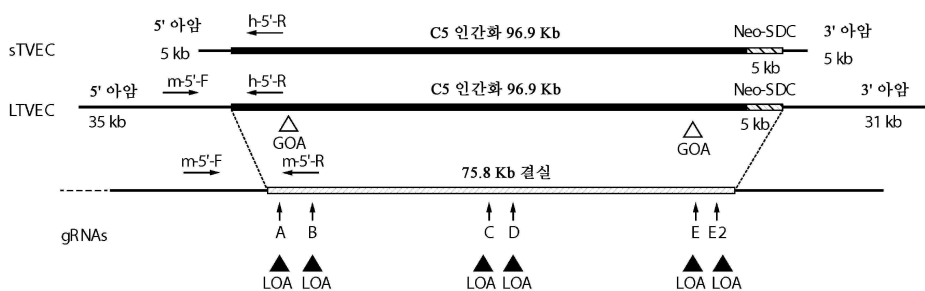 5' 아암
h-5'-R
C5 인간화 96.9 Kb
Neo-SDC
3' 아암
sTVEC
5 kb
5 kb
5 kb
5' 아암
m-5'-F
h-5'-R
C5 인간화 96.9 Kb
Neo-SDC
3' 아암
LTVEC
35 kb
5 kb
31 kb
GOA
GOA
m-5'-F
m-5'-R
75.8 Kb 결실
gRNAs
A
B
C
D
E
E2
LOA
LOA
LOA
LOA
LOA
LOA